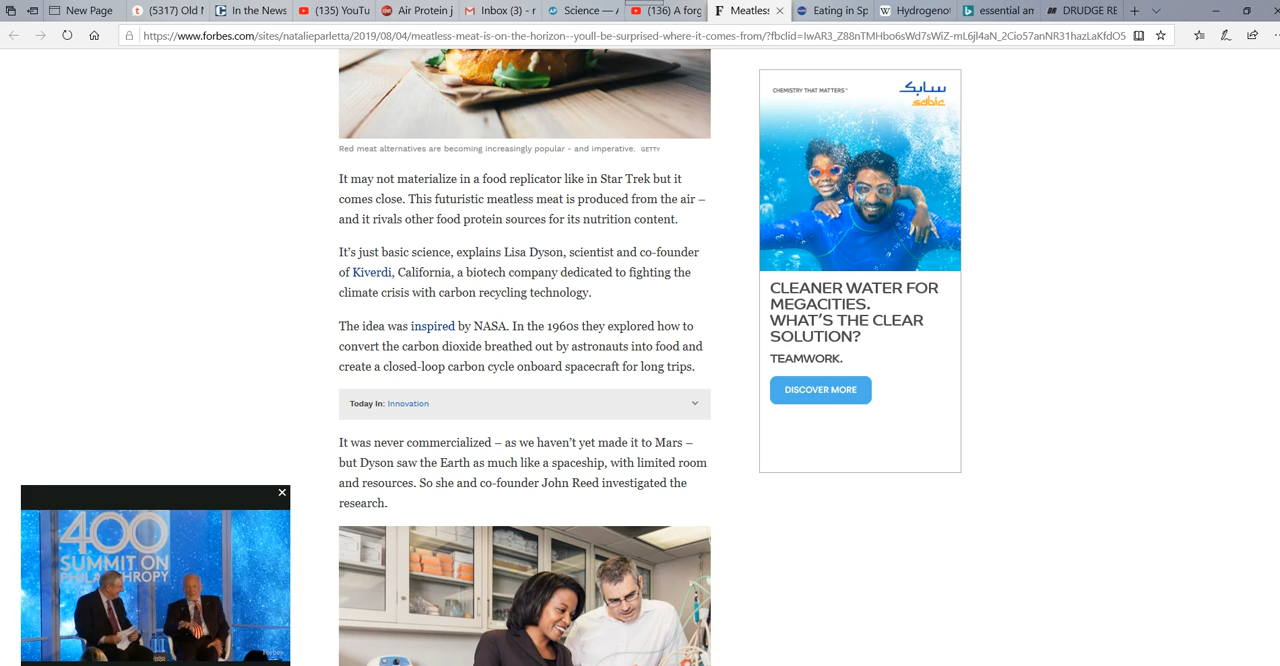 New Page
(5317) Old M
In the News
(135) YouTu
Air Protein j
Inbox (3) - r
Science — A
(136) A forg
Meatless
Eating in Sp
Hydrogenot
essential am
DRUDGE RE
https://www.forbes.com/sites/natalieparletta/2019/08/04/meatless-meat-is-on-the-horizon--youll-be-surprised-where-it-comes-from/?fbclid=IwAR3_Z88nTMHbo6sWd7sWiZ-mL6jl4aN_2Cio57anNR31hazLaKfdO5
Red meat alternatives are becoming increasingly popular - and imperative. GETTY
It may not materialize in a food replicator like in Star Trek but it
comes close. This futuristic meatless meat is produced from the air –
and it rivals other food protein sources for its nutrition content.
It’s just basic science, explains Lisa Dyson, scientist and co-founder
of Kiverdi, California, a biotech company dedicated to fighting the
climate crisis with carbon recycling technology.
The idea was inspired by NASA. In the 1960s they explored how to
convert the carbon dioxide breathed out by astronauts into food and
create a closed-loop carbon cycle onboard spacecraft for long trips.
Today In: Innovation
It was never commercialized – as we haven’t yet made it to Mars –
but Dyson saw the Earth as much like a spaceship, with limited room
and resources. So she and co-founder John Reed investigated the
research.
CHEMISTRY THAT MATTERS™
سابك
sabic
CLEANER WATER FOR
MEGACITIES.
WHAT’S THE CLEAR
SOLUTION?
TEAMWORK.
DISCOVER MORE
400
SUMMIT ON
PHILANTHROPY
Forbes